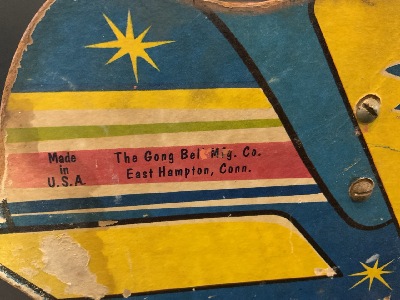 Made
in
U.S.A.
The Gong Bell Mfg. Co.
East Hampton, Conn.